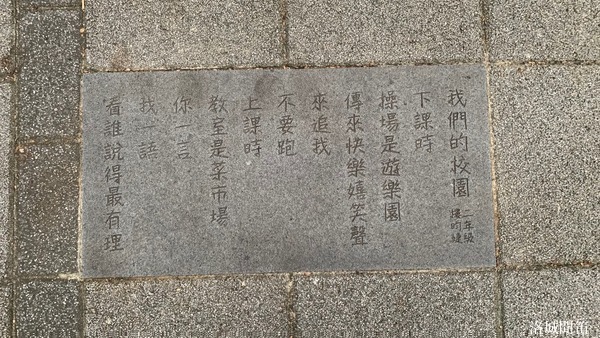 我們的校園
二年級
下課時
操場是遊樂園
傳來快樂嬉笑聲
來追我
不要跑
上課時
教室是菜市場
你一言
我一語
看誰說得最有理